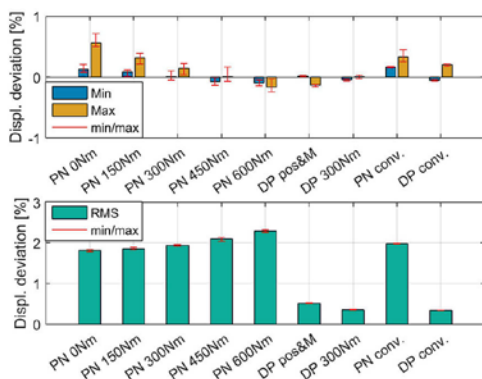 Displ. deviation [%]
1
0
-1
Min
Max
min/max
PN 0Nm
PN 150Nm
PN 300Nm
PN 450Nm
PN 600Nm
DP pos&M
DP 300Nm
PN conv.
DP conv.
Displ. deviation [%]
3
2
1
0
RMS
min/max
PN 0Nm
PN 150Nm
PN 300Nm
PN 450Nm
PN 600Nm
DP pos&M
DP 300Nm
PN conv.
DP conv.